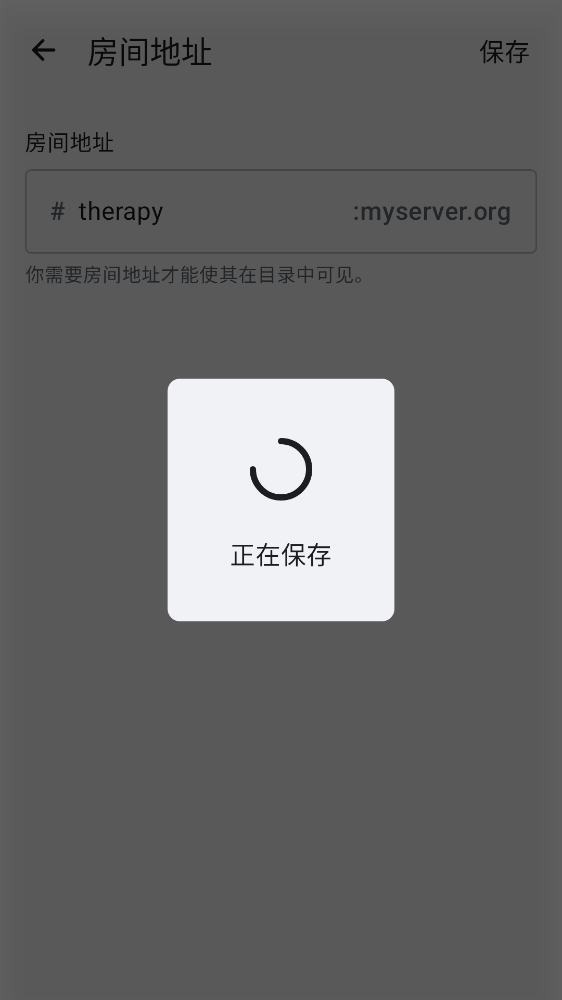 房间地址
保存
房间地址
# therapy :myserver.org
你需要房间地址才能使其在目录中可见。
正在保存